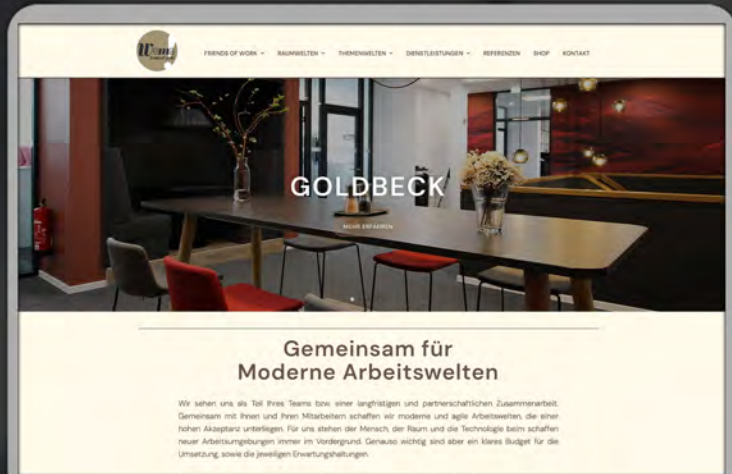 FRIENDS OF WORK RAUMWELTEN THEMENWELTEN DIENSTLEISTUNGEN REFERENZEN SHOP KONTAKT
GOLDBECK
MEHR ERFAHREN
Gemeinsam für
Moderne Arbeitswelten
Wir sehen uns als Teil Ihres Teams bzw. einer langfristigen und partnerschaftlichen Zusammenarbeit.
Gemeinsam mit Ihnen und Ihren Mitarbeitern schaffen wir moderne und agile Arbeitswelten, die einer
hohen Akzeptanz unterliegen. Für uns stehen der Mensch, der Raum und die Technologie beim schaffen
neuer Arbeitsumgebungen immer im Vordergrund. Genauso wichtig sind aber ein klares Budget für die
Umsetzung, sowie die jeweiligen Erwartungshaltungen.